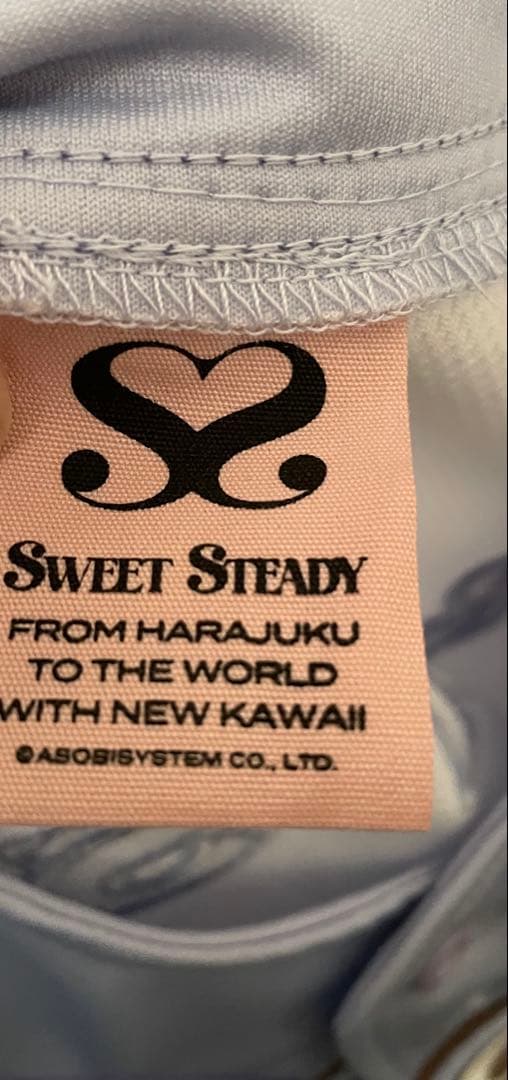 SWEET STEADY
FROM HARAJUKU
TO THE WORLD
WITH NEW KAWAII
©ASOBISYSTEM CO., LTD.